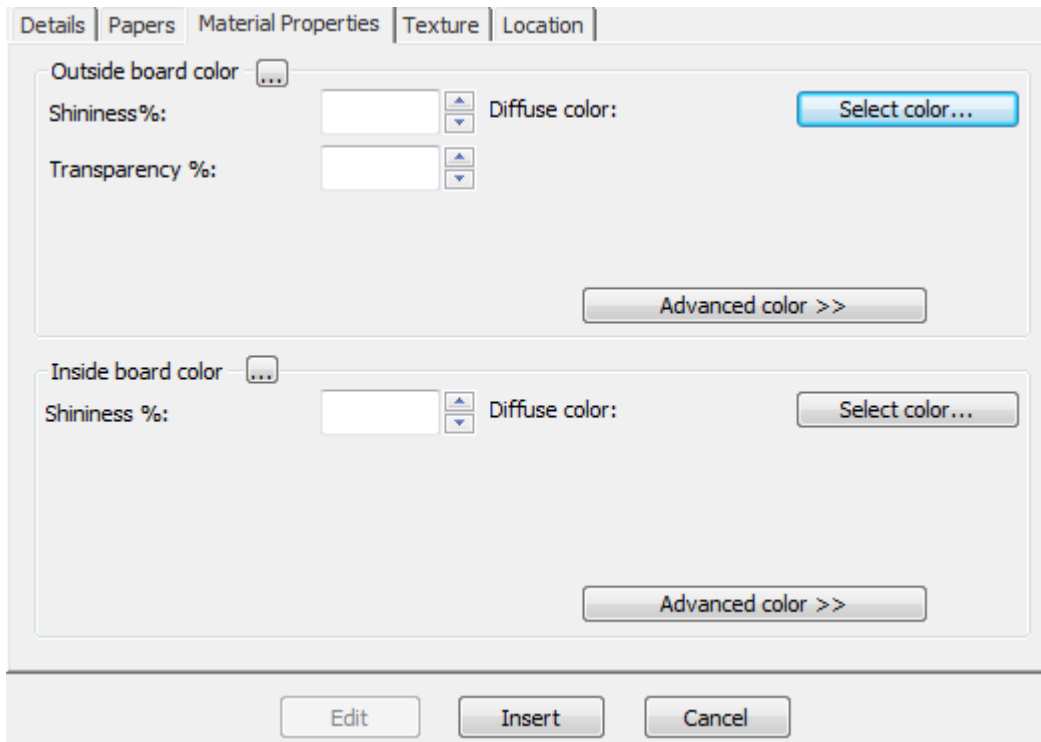 Details Papers Material Properties Texture Location
Outside board color ...
Shininess%: Diffuse color: Select color...
Transparency %:
Advanced color >>
Inside board color ...
Shininess %: Diffuse color: Select color...
Advanced color >>
Edit Insert Cancel